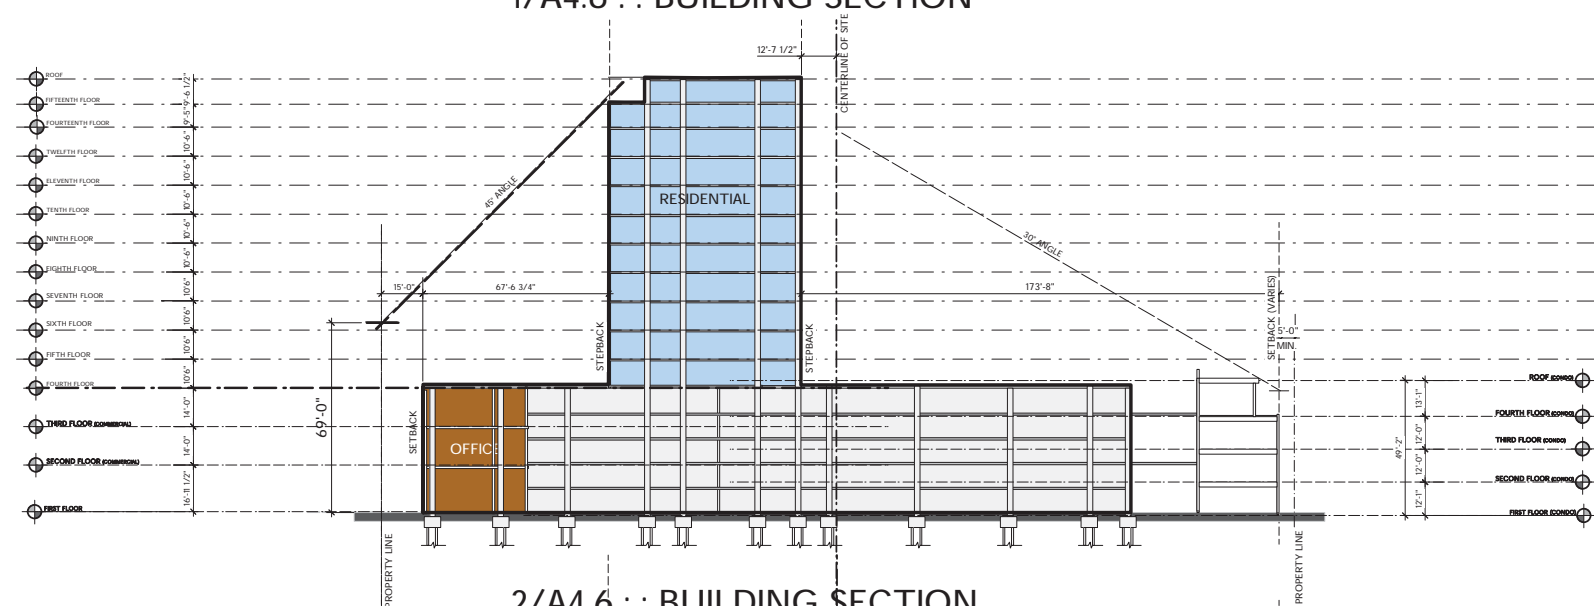 1/A4.6 : : BUILDING SECTION
CENTERLINE OF SITE
12'-7 1/2"
ROOF
9'-6 1/2"
FIFTEENTH FLOOR
9'-5"
FOURTEENTH FLOOR
10'-6"
TWELFTH FLOOR
10'-6"
ELEVENTH FLOOR
10'-6"
TENTH FLOOR
10'-6"
NINTH FLOOR
10'-6"
EIGHTH FLOOR
10'6"
SEVENTH FLOOR
10'6"
SIXTH FLOOR
10'6"
FIFTH FLOOR
10'6"
FOURTH FLOOR
14'-0"
THIRD FLOOR (COMMERCIAL)
14'-0"
SECOND FLOOR (COMMERCIAL)
16'-11 1/2"
FIRST FLOOR
69'-0"
45° ANGLE
15'-0"
67'-6 3/4"
RESIDENTIAL
30° ANGLE
173'-8"
STEPBACK
STEPBACK
SETBACK (VARIES)
5'-0"
MIN.
SETBACK
OFFICE
ROOF (CONDO)
13'-1"
FOURTH FLOOR (CONDO)
12'-0"
THIRD FLOOR (CONDO)
49'-2"
12'-0"
SECOND FLOOR (CONDO)
12'-1"
FIRST FLOOR (CONDO)
PROPERTY LINE
PROPERTY LINE
2/A4.6 : : BUILDING SECTION